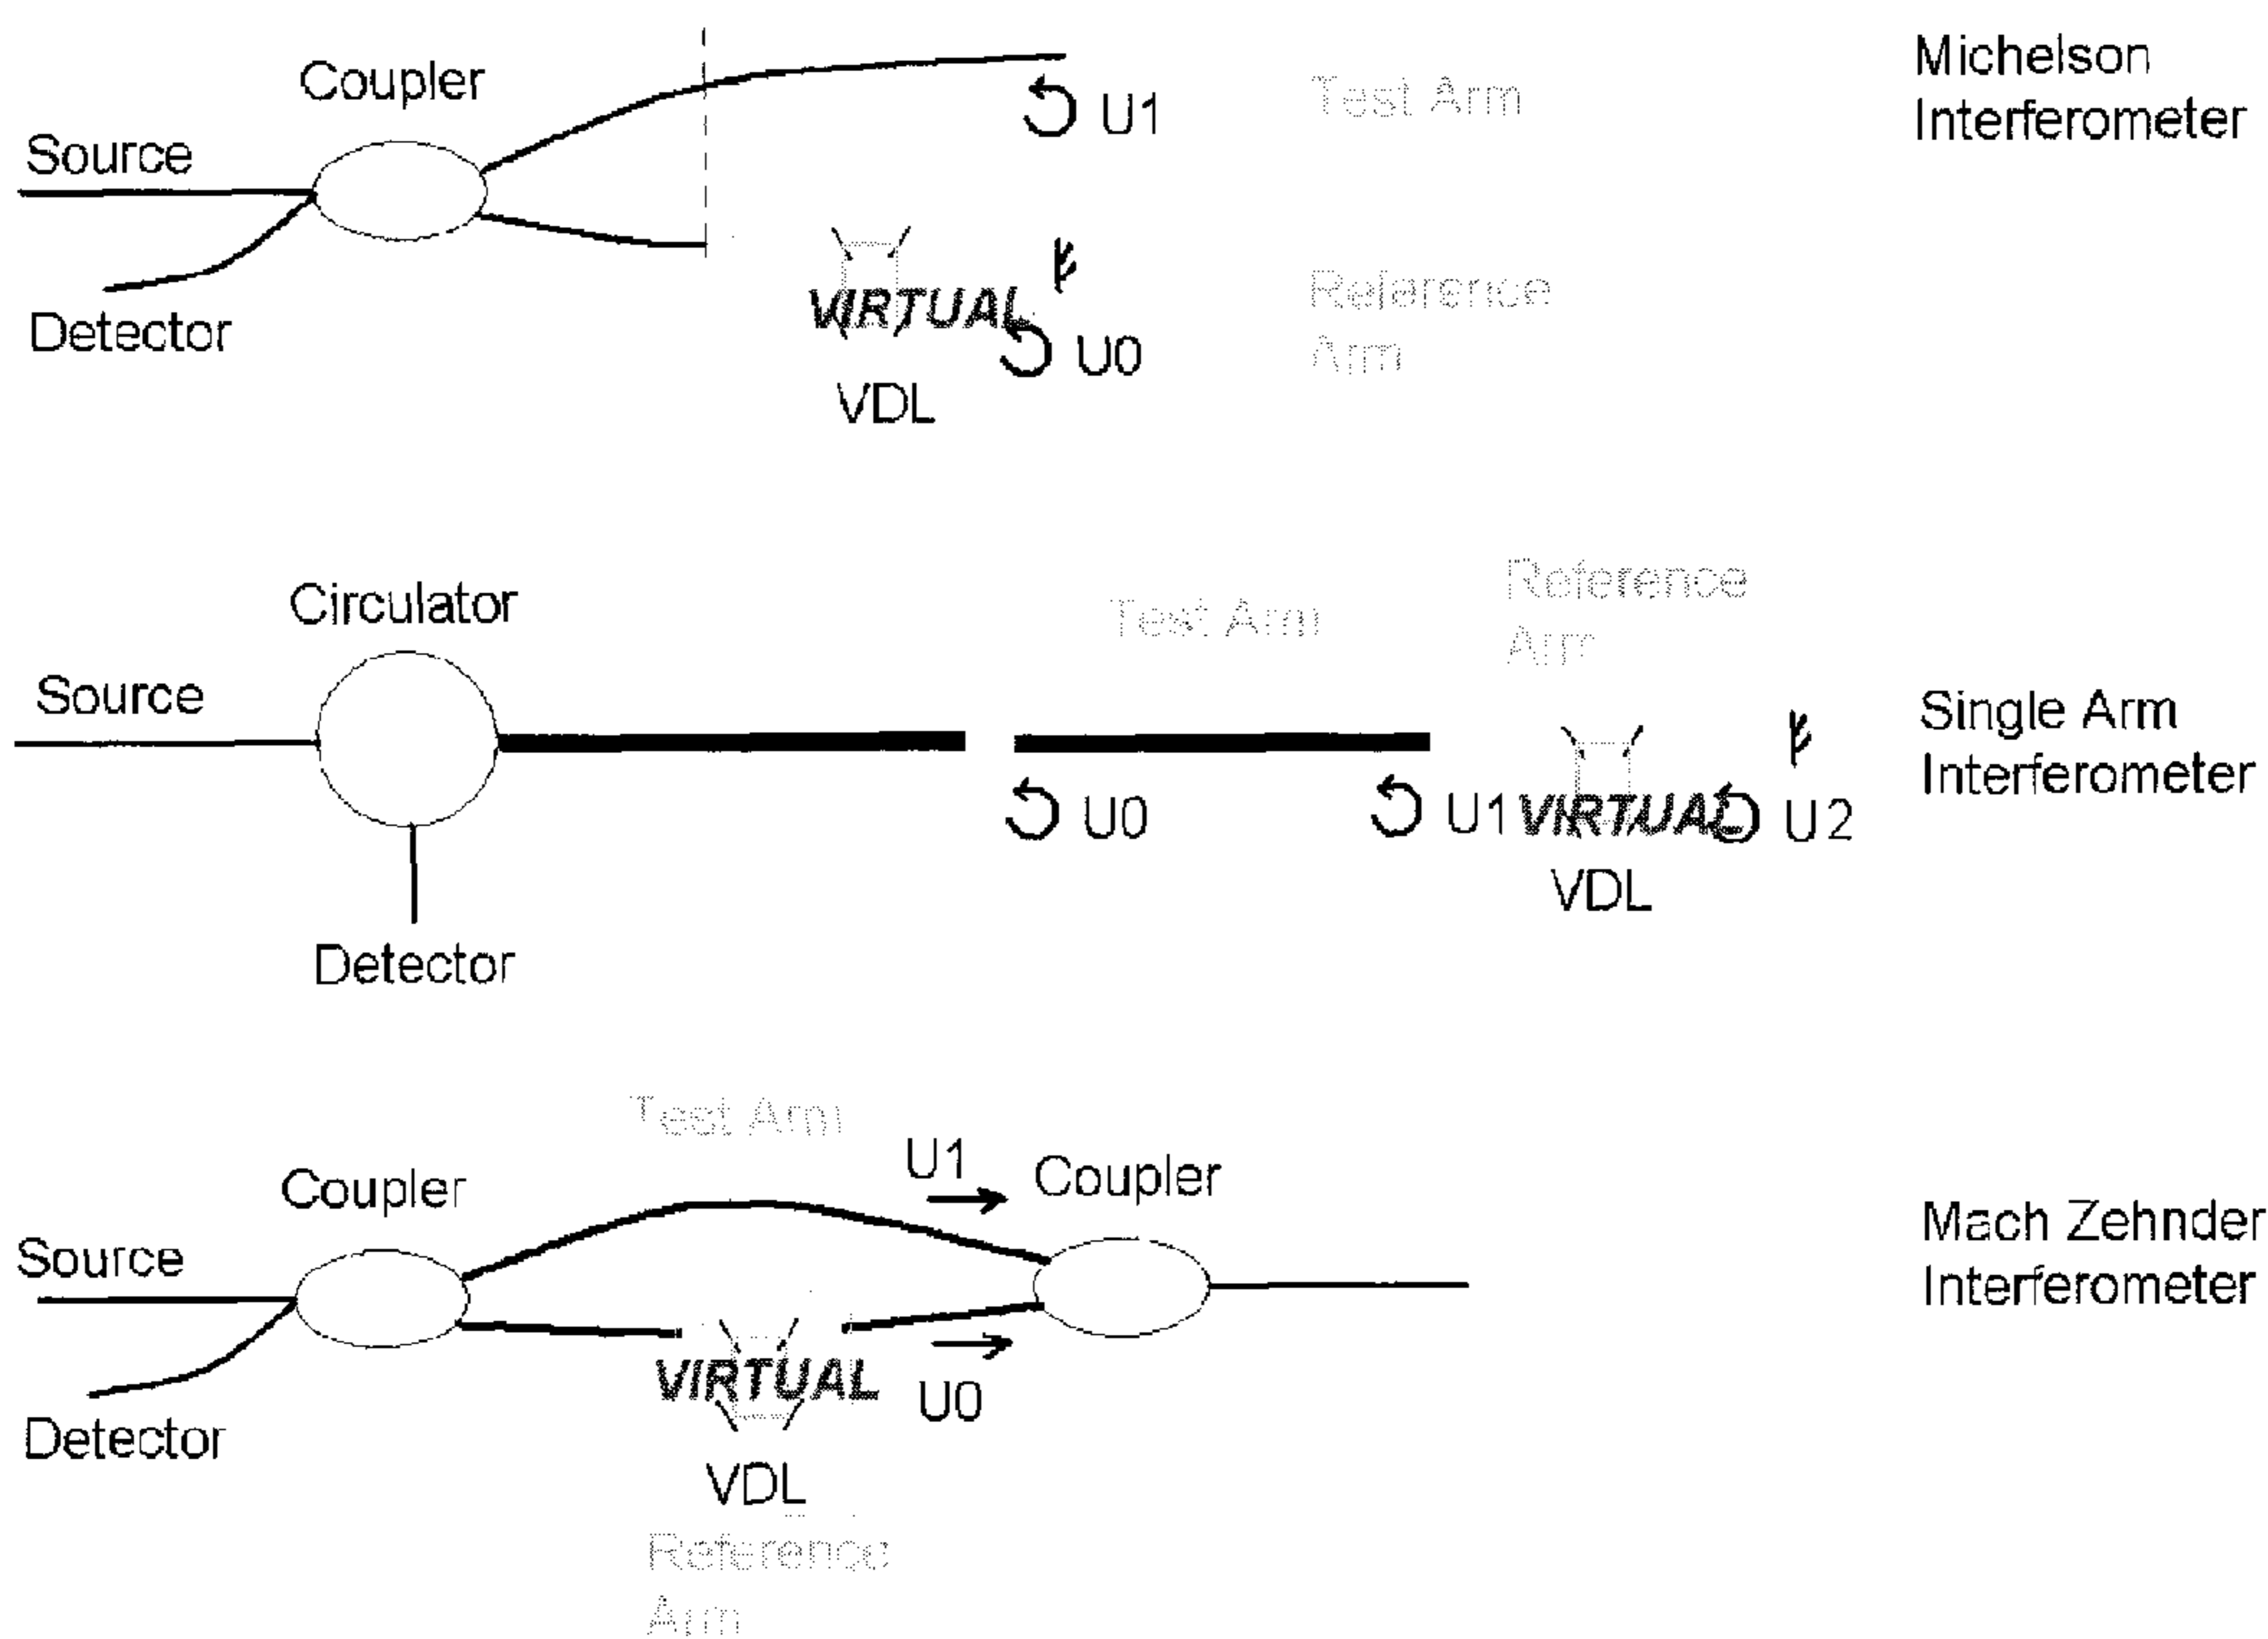 Michelson
Interferometer
Coupler
Source
Detector
U1
Test Arm
VIRTUAL
U0
VDL
Reference
Arm
Circulator
Source
Detector
Test Arm
Reference
Arm
U0
U1
VIRTUAL
U2
VDL
Single Arm
Interferometer
Test Arm
U1
Coupler
Coupler
Source
Detector
VIRTUAL
U0
VDL
Reference
Arm
Mach Zehnder
Interferometer